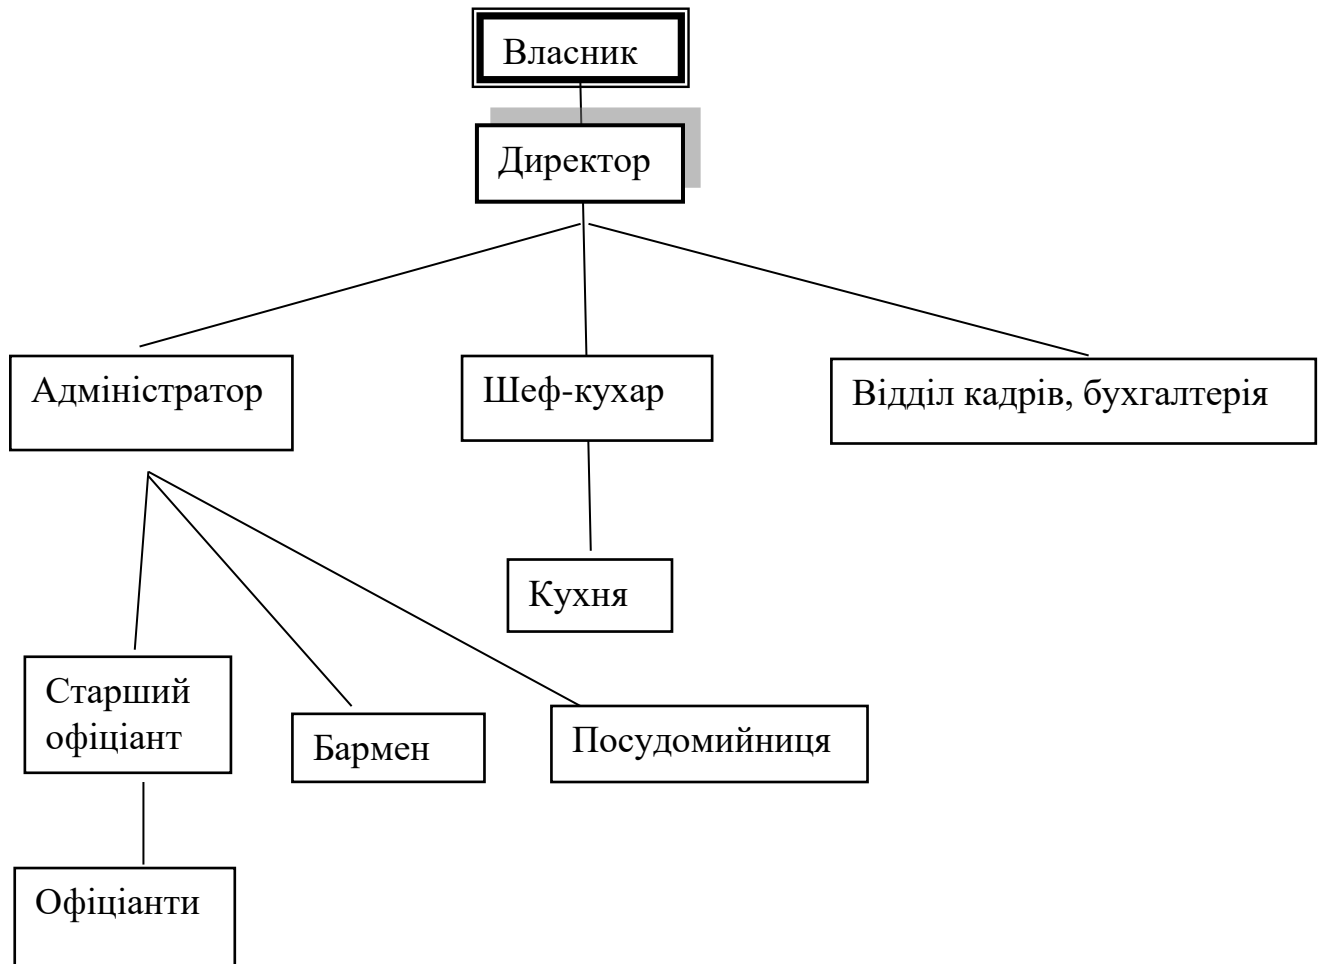 Власник
Директор
Адміністратор
Шеф-кухар
Відділ кадрів, бухгалтерія
Кухня
Старший
офіціант
Бармен
Посудомийниця
Офіціанти